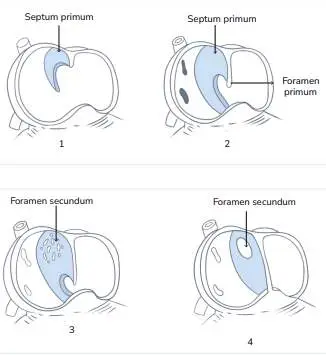 Septum primum
Septum primum
Foramen
primum
1
2
Foramen secundum
Foramen secundum
3
4